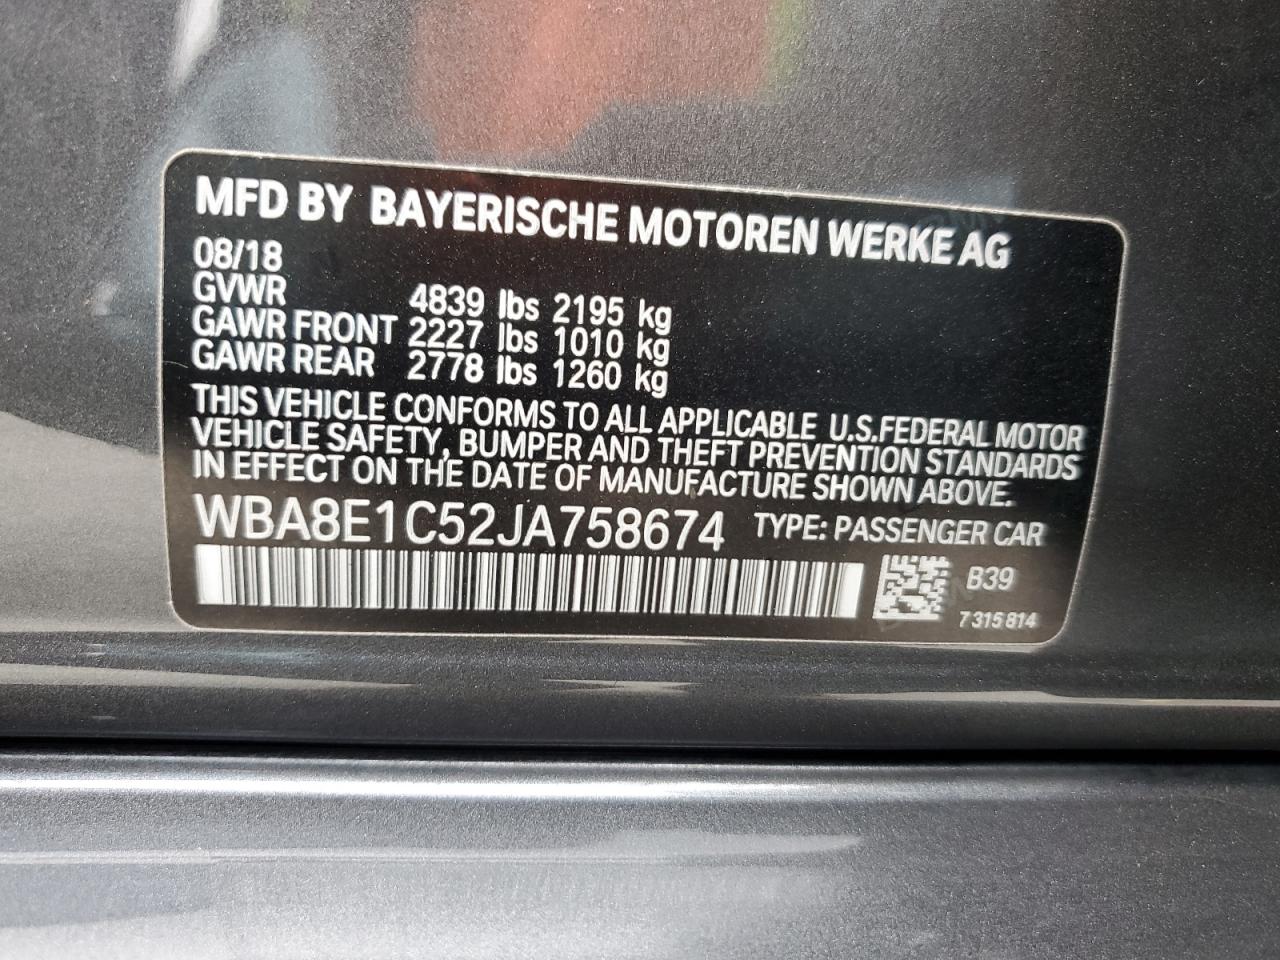 MFD BY BAYERISCHE MOTOREN WERKE AG
08/18
GVWR 4839 lbs 2195 kg
GAWR FRONT 2227 lbs 1010 kg
GAWR REAR 2778 lbs 1260 kg
THIS VEHICLE CONFORMS TO ALL APPLICABLE U.S.FEDERAL MOTOR
VEHICLE SAFETY, BUMPER AND THEFT PREVENTION STANDARDS
IN EFFECT ON THE DATE OF MANUFACTURE SHOWN ABOVE.
WBA8E1C52JA758674 TYPE: PASSENGER CAR
B39
7 315 814